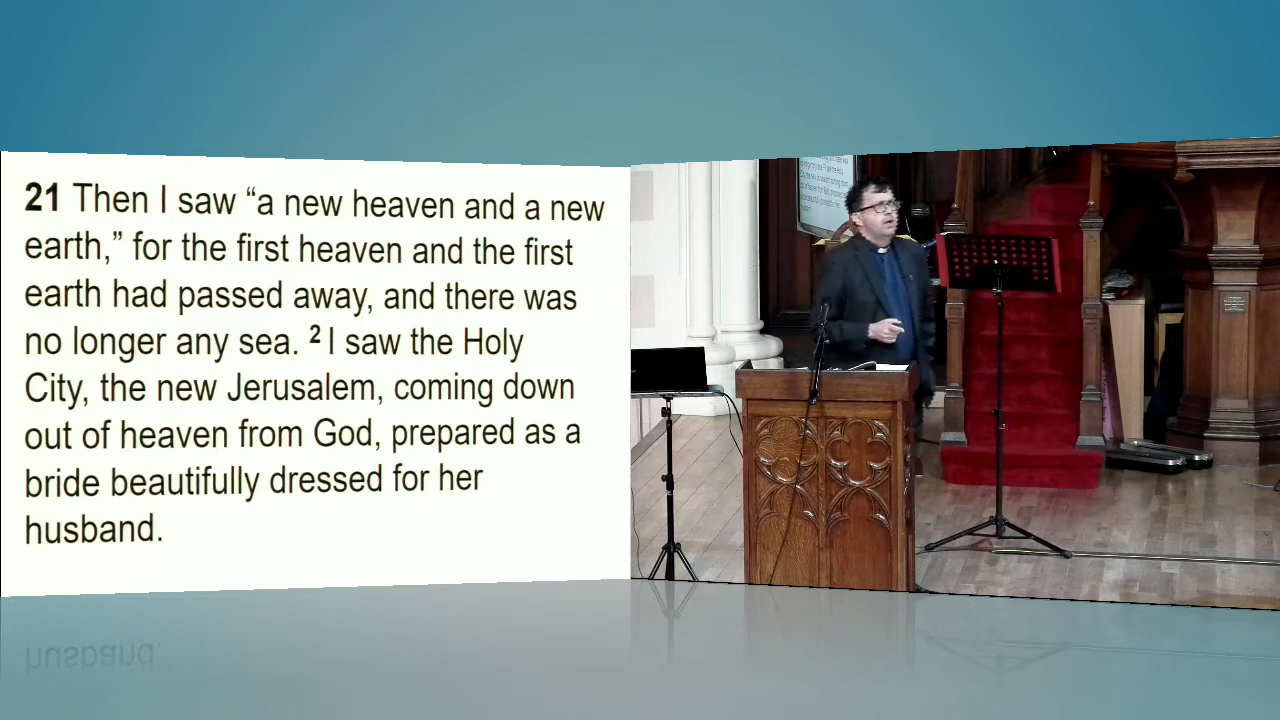 21 Then I saw “a new heaven and a new
earth,” for the first heaven and the first
earth had passed away, and there was
no longer any sea. 2 I saw the Holy
City, the new Jerusalem, coming down
out of heaven from God, prepared as a
bride beautifully dressed for her
husband.